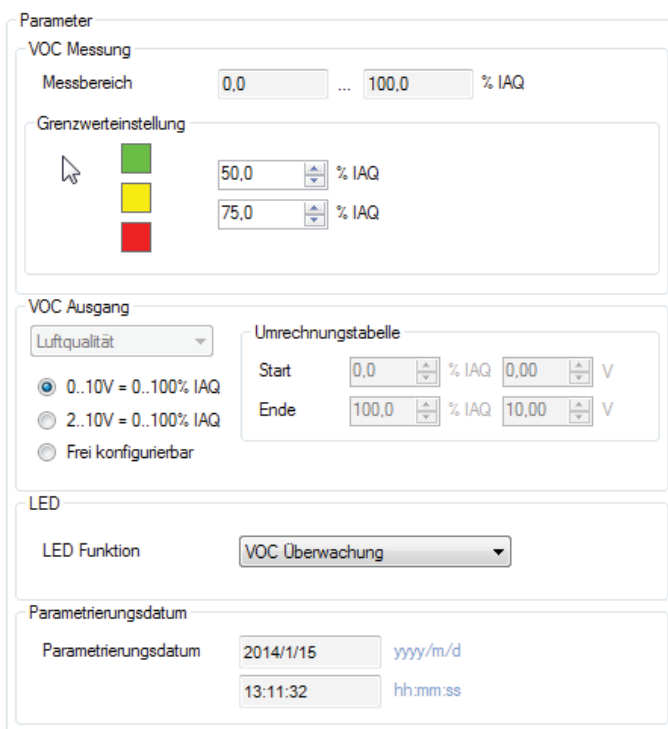 Parameter
VOC Messung
Messbereich 0,0 ... 100,0 % IAQ
Grenzwerteinstellung
50,0 % IAQ
75,0 % IAQ
VOC Ausgang
Luftqualität
0..10V = 0..100% IAQ
2..10V = 0..100% IAQ
Frei konfigurierbar
Umrechnungstabelle
Start 0,0 % IAQ 0,00 V
Ende 100,0 % IAQ 10,00 V
LED
LED Funktion VOC Überwachung
Parametrierungsdatum
Parametrierungsdatum 2014/1/15 yyyy/m/d
13:11:32 hh:mm:ss